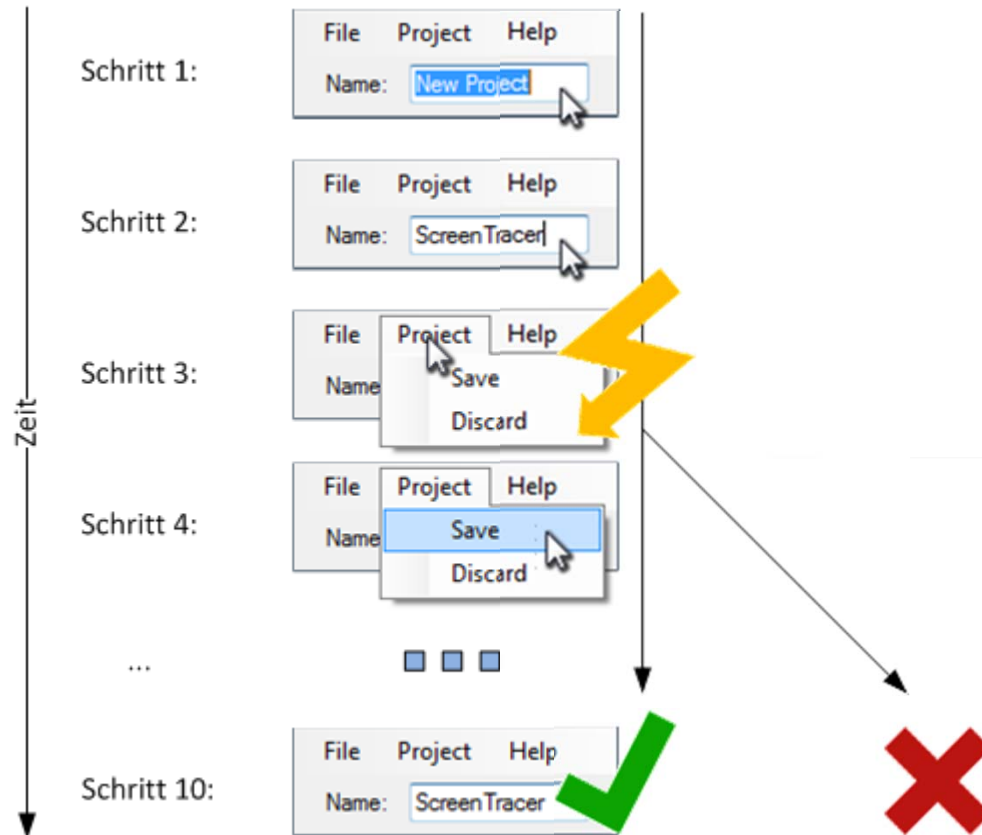 Zeit
Schritt 1:
File Project Help
Name: New Project
Schritt 2:
File Project Help
Name: ScreenTracer
Schritt 3:
File Project Help
Name
Save
Discard
Schritt 4:
File Project Help
Name
Save
Discard
...
Schritt 10:
File Project Help
Name: ScreenTracer